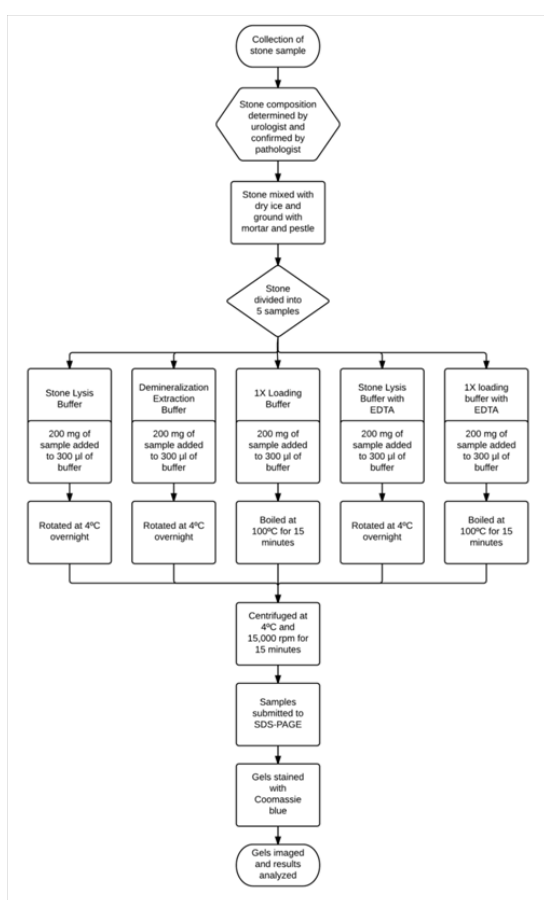 Collection of
stone sample
Stone composition
determined by
urologist and
confirmed by
pathologist
Stone mixed with
dry ice and
ground with
mortar and pestle
Stone
divided into
5 samples
Stone Lysis
Buffer
200 mg of
sample added
to 300 µl of
buffer
Rotated at 4ºC
overnight
Demineralization
Extraction
Buffer
200 mg of
sample added
to 300 µl of
buffer
Rotated at 4ºC
overnight
1X Loading
Buffer
200 mg of
sample added
to 300 µl of
buffer
Boiled at
100ºC for 15
minutes
Stone Lysis
Buffer with
EDTA
200 mg of
sample added
to 300 µl of
buffer
Rotated at 4ºC
overnight
1X loading
buffer with
EDTA
200 mg of
sample added
to 300 µl of
buffer
Boiled at
100ºC for 15
minutes
Centrifuged at
4ºC and
15,000 rpm for
15 minutes
Samples
submitted to
SDS-PAGE
Gels stained
with
Coomassie
blue
Gels imaged
and results
analyzed